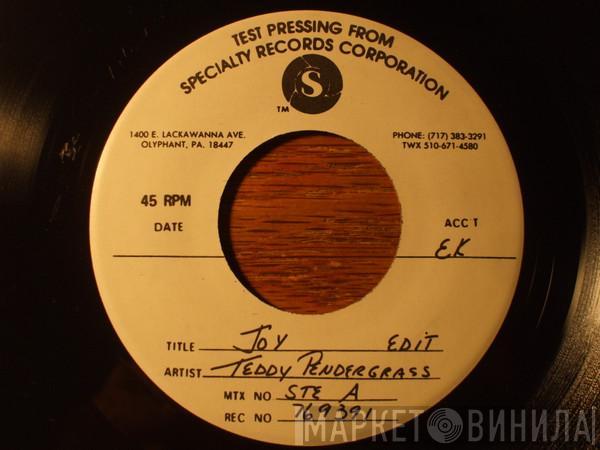 TEST PRESSING FROM
SPECIALTY RECORDS CORPORATION
S
TM
1400 E. LACKAWANNA AVE.
OLYPHANT, PA. 18447
PHONE: (717) 383-3291
TWX 510-671-4580
45 RPM
DATE
ACC T
E.K
TITLE JOY EDIT
ARTIST TEDDY PENDERGRASS
MTX NO STE A
REC NO 769391
МАРКЕТ ВИНИЛА